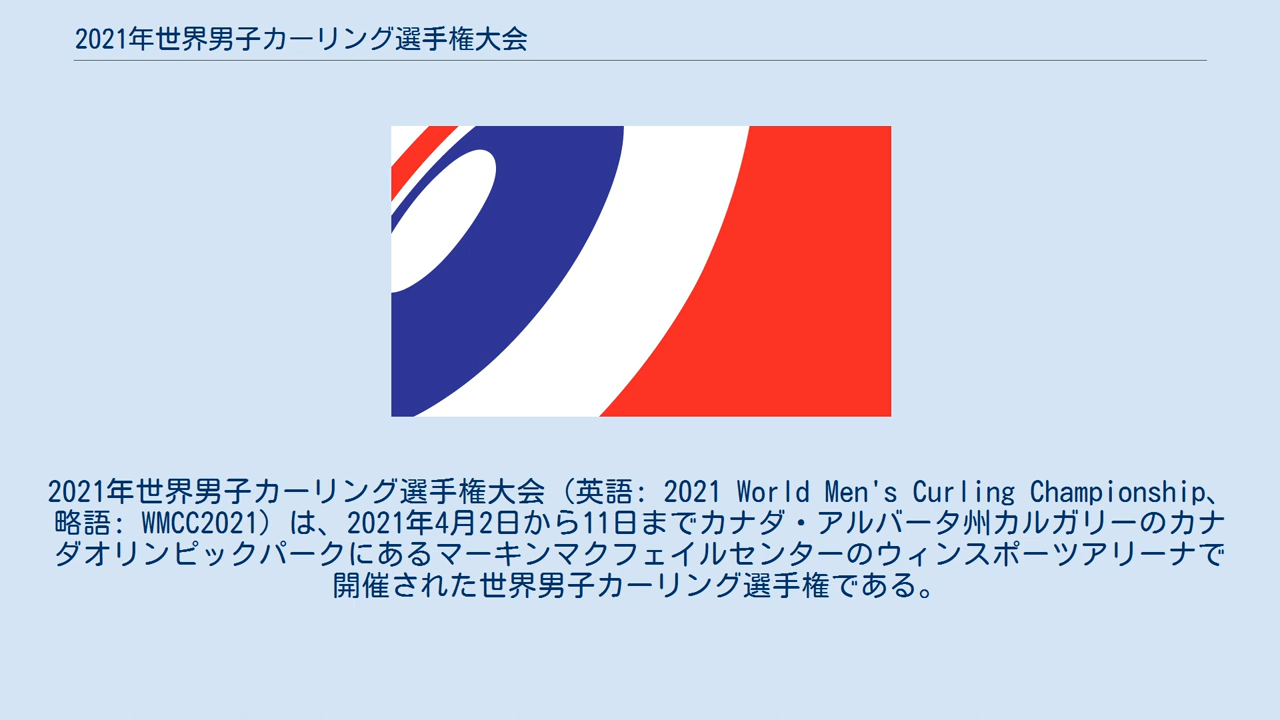 2021年世界男子カーリング選手権大会
2021年世界男子カーリング選手権大会（英語: 2021 World Men's Curling Championship、
略語: WMCC2021）は、2021年4月2日から11日までカナダ・アルバータ州カルガリーのカナ
ダオリンピックパークにあるマーキンマクフェイルセンターのウィンスポーツアリーナで
開催された世界男子カーリング選手権である。